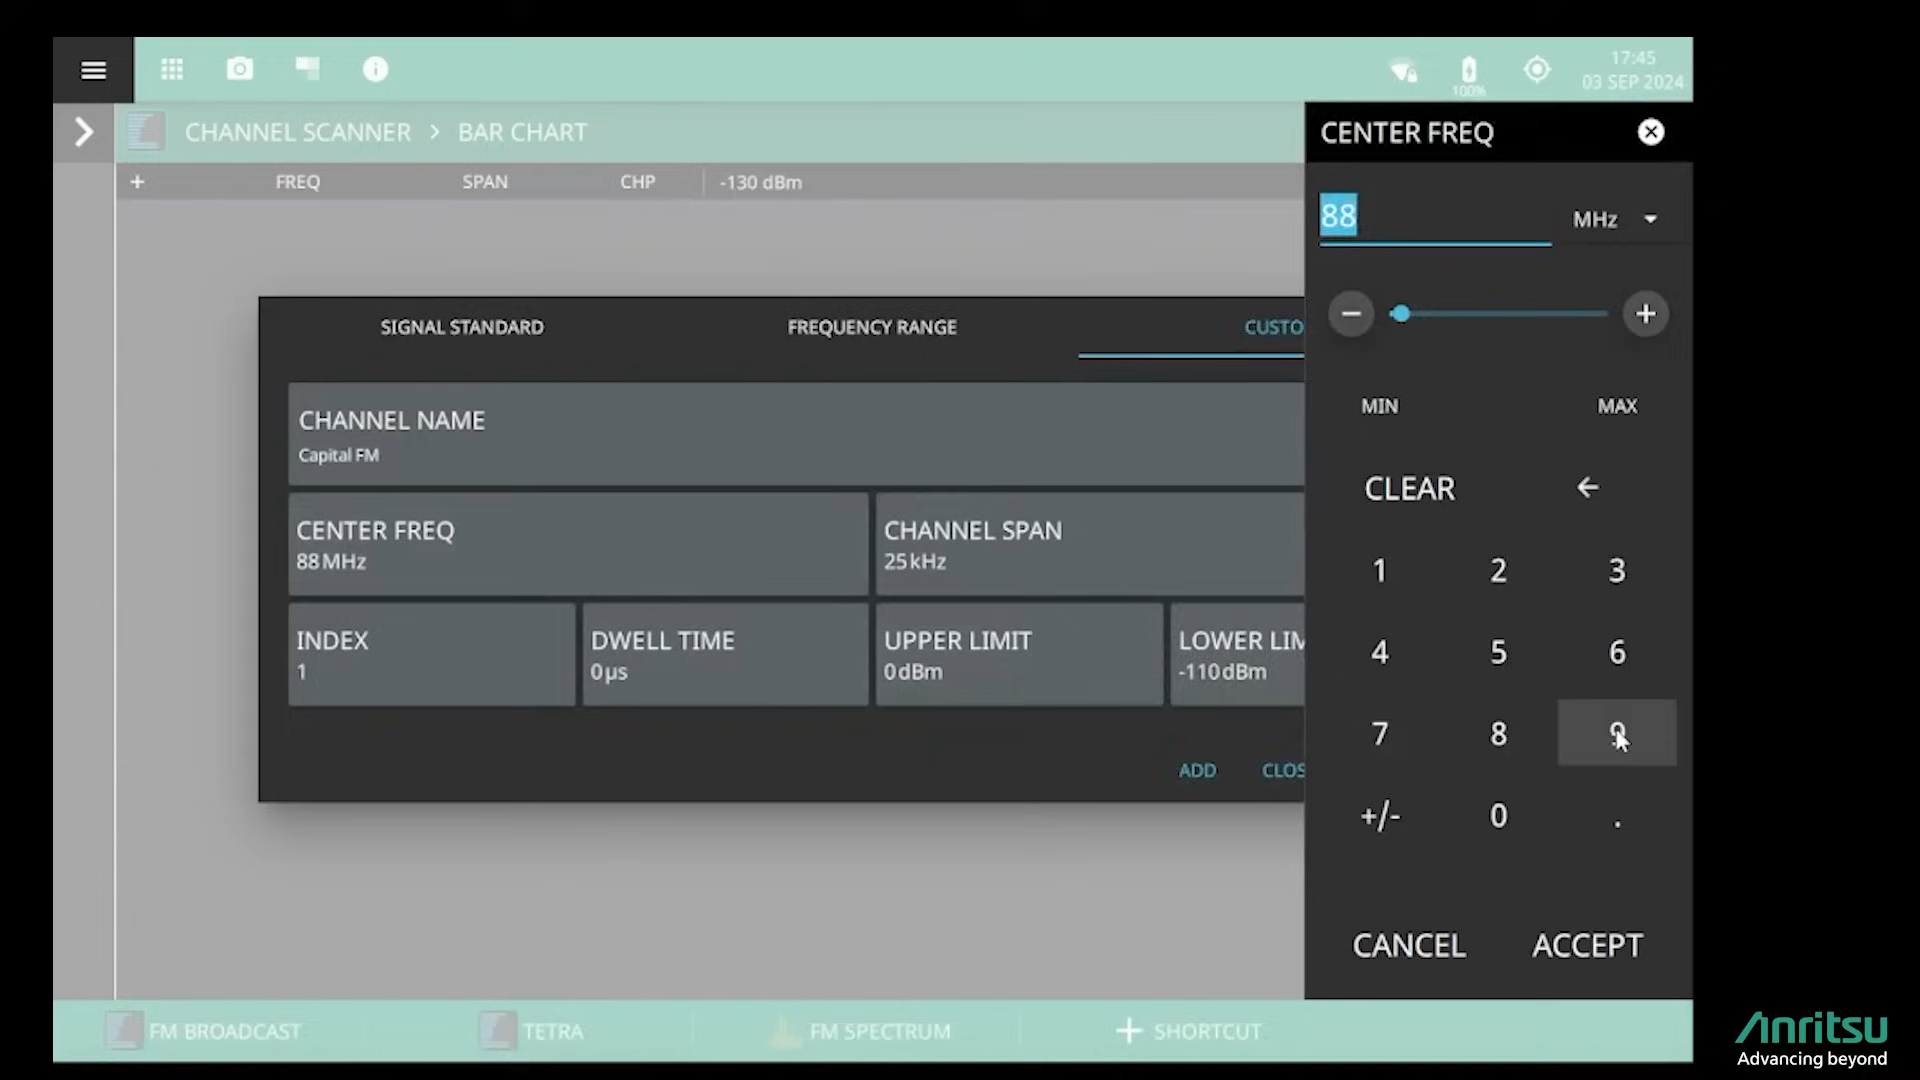 17:45
100%
03 SEP 2024
CHANNEL SCANNER > BAR CHART
CENTER FREQ
+ FREQ SPAN CHP -130 dBm
88 MHz
SIGNAL STANDARD FREQUENCY RANGE CUSTO
MIN MAX
CHANNEL NAME
Capital FM
CLEAR ←
CENTER FREQ
88 MHz
CHANNEL SPAN
25 kHz
1 2 3
INDEX
1
DWELL TIME
0 µs
UPPER LIMIT
0 dBm
LOWER LIM
-110 dBm
4 5 6
7 8 9
ADD CLOS
+/- 0 .
CANCEL ACCEPT
FM BROADCAST TETRA FM SPECTRUM + SHORTCUT
Anritsu
Advancing beyond